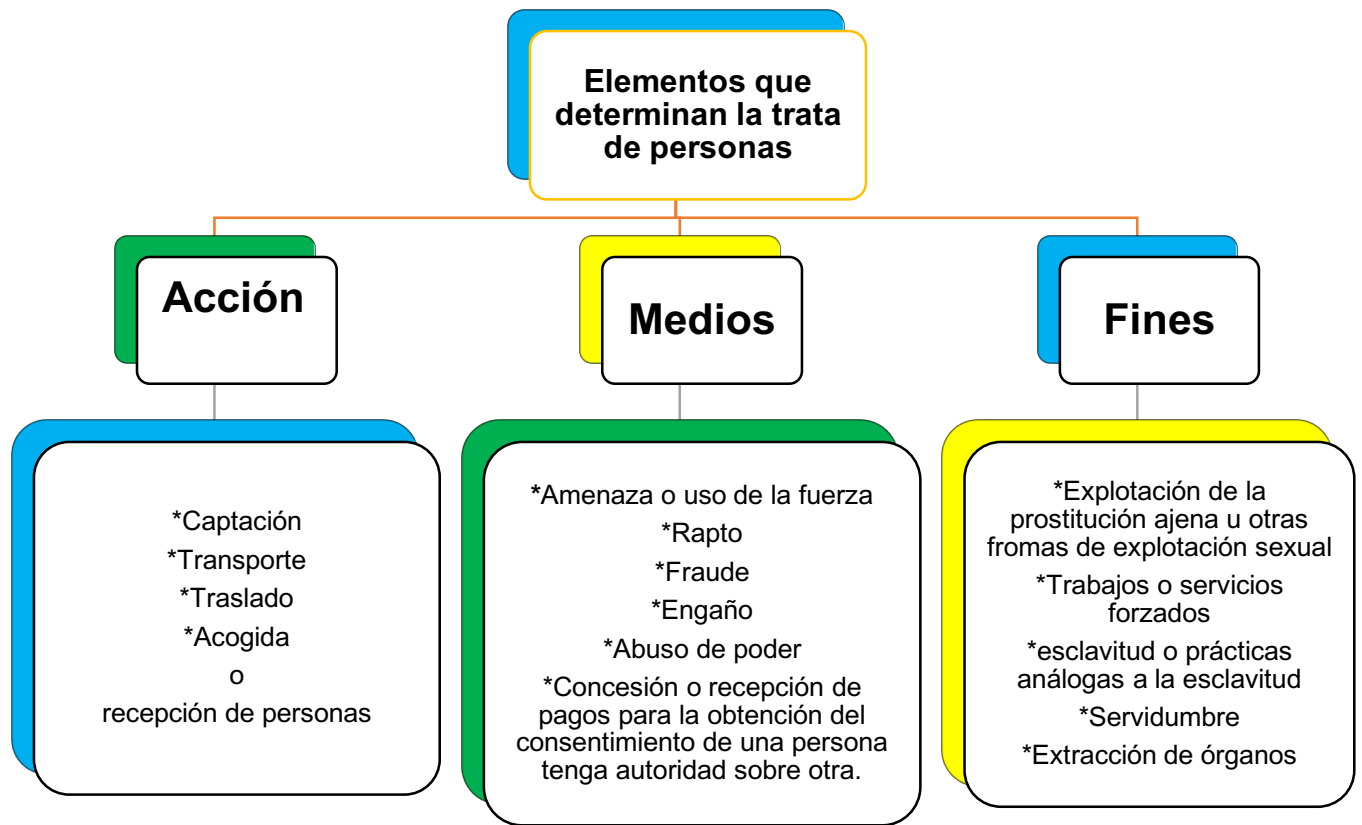 Elementos que
determinan la trata
de personas
Acción
Medios
Fines
*Captación
*Transporte
*Traslado
*Acogida
o
recepción de personas
*Amenaza o uso de la fuerza
*Rapto
*Fraude
*Engaño
*Abuso de poder
*Concesión o recepción de
pagos para la obtención del
consentimiento de una persona
tenga autoridad sobre otra.
*Explotación de la
prostitución ajena u otras
fromas de explotación sexual
*Trabajos o servicios
forzados
*esclavitud o prácticas
análogas a la esclavitud
*Servidumbre
*Extracción de órganos